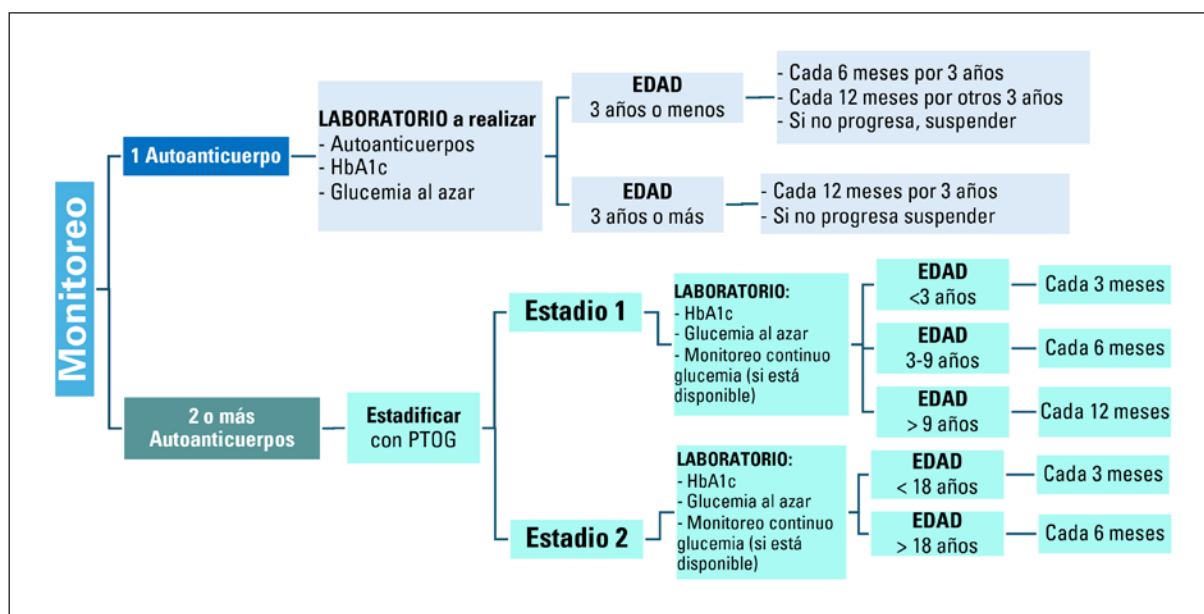 Monitoreo
1 Autoanticuerpo
LABORATORIO a realizar
- Autoanticuerpos
- HbA1c
- Glucemia al azar
EDAD
3 años o menos
- Cada 6 meses por 3 años
- Cada 12 meses por otros 3 años
- Si no progresa, suspender
EDAD
3 años o más
- Cada 12 meses por 3 años
- Si no progresa suspender
2 o más
Autoanticuerpos
Estadificar
con PTOG
Estadio 1
LABORATORIO:
- HbA1c
- Glucemia al azar
- Monitoreo continuo
glucemia (si está
disponible)
EDAD
<3 años
Cada 3 meses
EDAD
3-9 años
Cada 6 meses
EDAD
> 9 años
Cada 12 meses
Estadio 2
LABORATORIO:
- HbA1c
- Glucemia al azar
- Monitoreo continuo
glucemia (si está
disponible)
EDAD
< 18 años
Cada 3 meses
EDAD
> 18 años
Cada 6 meses